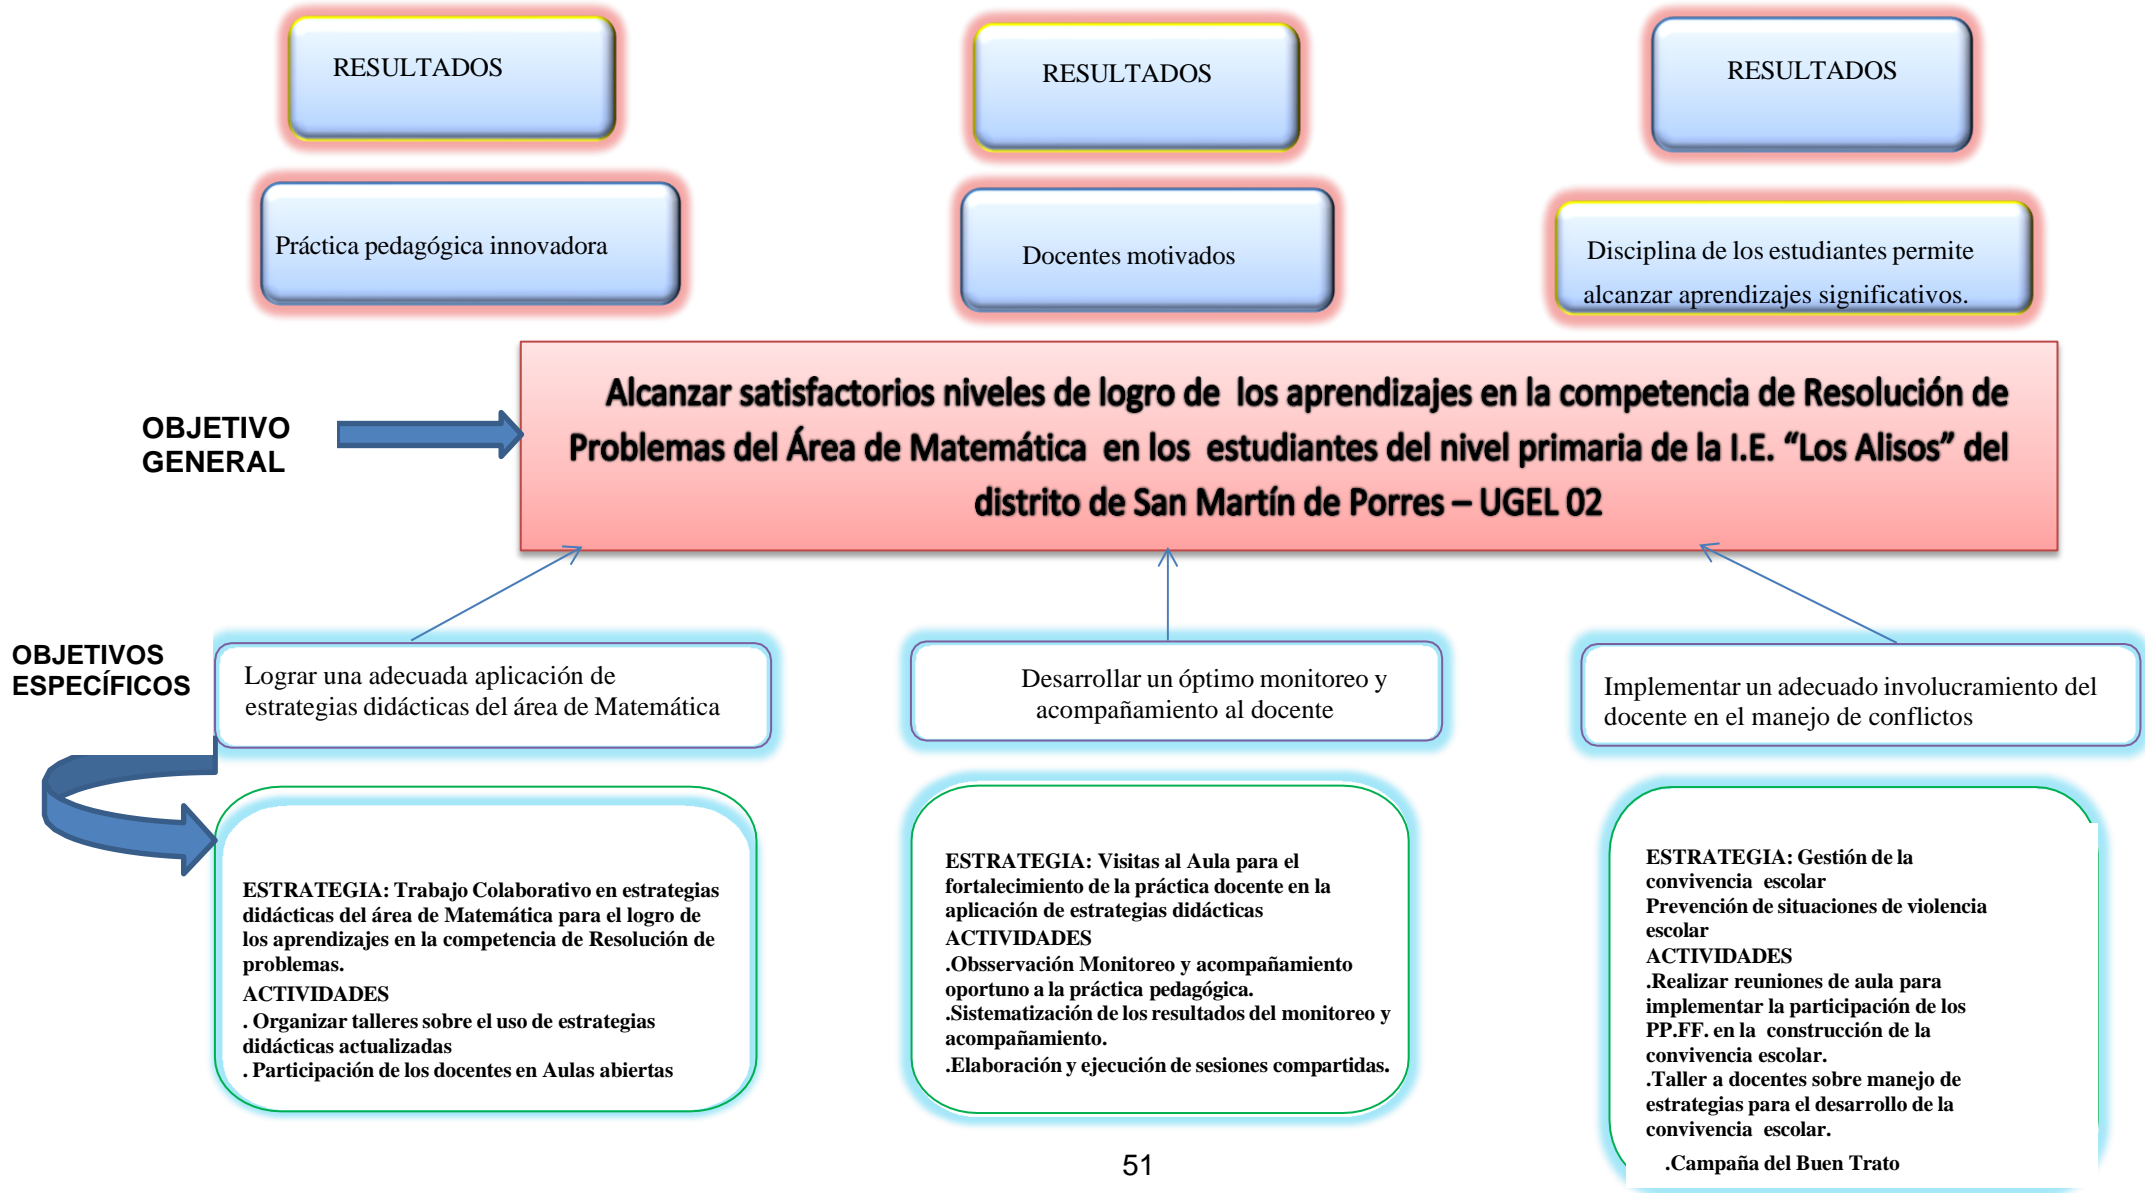 RESULTADOS
RESULTADOS
RESULTADOS
Práctica pedagógica innovadora
Docentes motivados
Disciplina de los estudiantes permite
alcanzar aprendizajes significativos.
OBJETIVO
GENERAL
Alcanzar satisfactorios niveles de logro de los aprendizajes en la competencia de Resolución de
Problemas del Área de Matemática en los estudiantes del nivel primaria de la I.E. “Los Alisos” del
distrito de San Martín de Porres – UGEL 02
OBJETIVOS
ESPECÍFICOS
Lograr una adecuada aplicación de
estrategias didácticas del área de Matemática
Desarrollar un óptimo monitoreo y
acompañamiento al docente
Implementar un adecuado involucramiento del
docente en el manejo de conflictos
ESTRATEGIA: Trabajo Colaborativo en estrategias
didácticas del área de Matemática para el logro de
los aprendizajes en la competencia de Resolución de
problemas.
ACTIVIDADES
. Organizar talleres sobre el uso de estrategias
didácticas actualizadas
. Participación de los docentes en Aulas abiertas
ESTRATEGIA: Visitas al Aula para el
fortalecimiento de la práctica docente en la
aplicación de estrategias didácticas
ACTIVIDADES
.Obsservación Monitoreo y acompañamiento
oportuno a la práctica pedagógica.
.Sistematización de los resultados del monitoreo y
acompañamiento.
.Elaboración y ejecución de sesiones compartidas.
ESTRATEGIA: Gestión de la
convivencia escolar
Prevención de situaciones de violencia
escolar
ACTIVIDADES
.Realizar reuniones de aula para
implementar la participación de los
PP.FF. en la construcción de la
convivencia escolar.
.Taller a docentes sobre manejo de
estrategias para el desarrollo de la
convivencia escolar.
.Campaña del Buen Trato
51